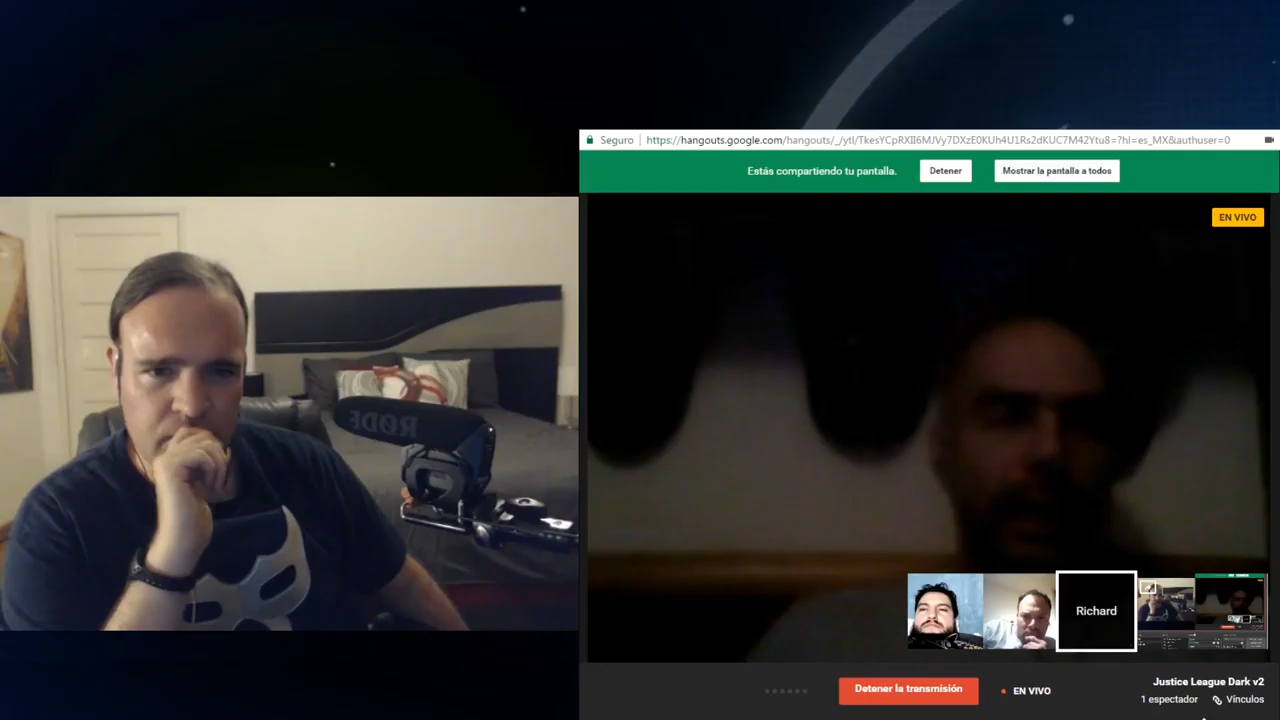 Seguro
https://hangouts.google.com/hangouts/_/ytl/TkesYCpRXII6MJVy7DXzE0KUh4U1Rs2dKUC7M42Ytu8=?hl=es_MX&authuser=0
Estás compartiendo tu pantalla.
Detener
Mostrar la pantalla a todos
EN VIVO
RØDE
Richard
Detener la transmisión
EN VIVO
Justice League Dark v2
1 espectador
Vínculos